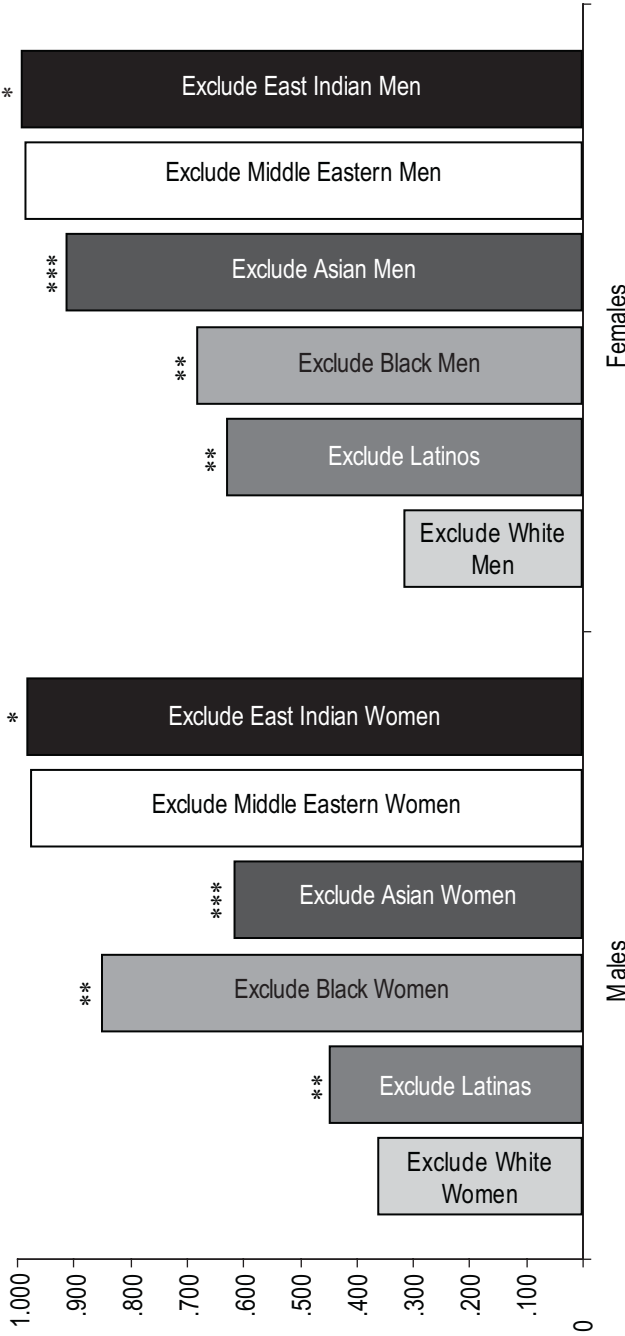 *
Exclude East Indian Men
Exclude Middle Eastern Men
***
Exclude Asian Men
**
Exclude Black Men
**
Exclude Latinos
Exclude White
Men
Females
*
Exclude East Indian Women
Exclude Middle Eastern Women
***
Exclude Asian Women
**
Exclude Black Women
**
Exclude Latinas
Exclude White
Women
Males
1.000
.900
.800
.700
.600
.500
.400
.300
.200
.100
0